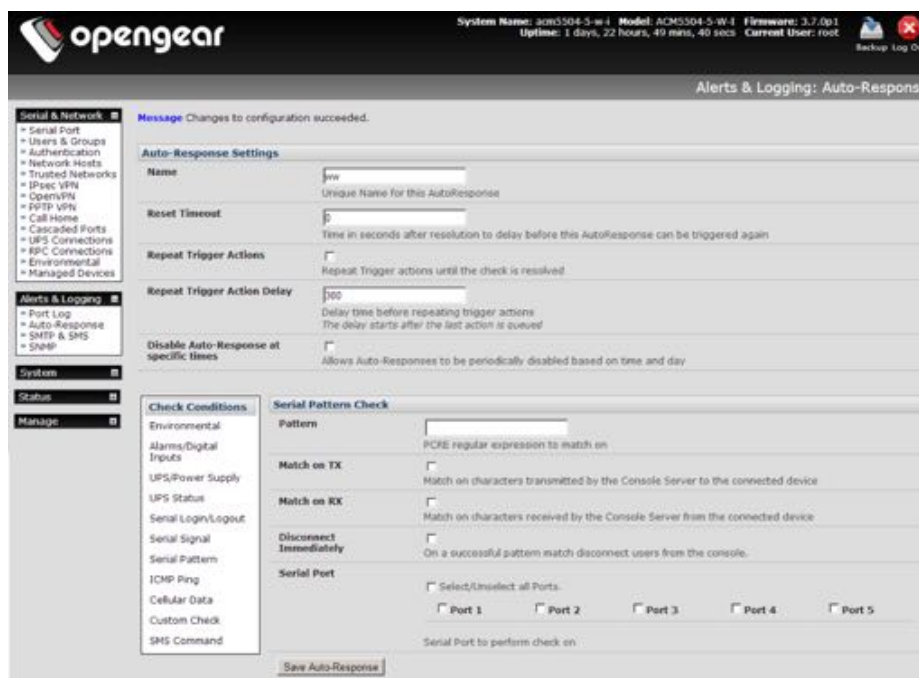 opengear
System Name: acm5504-5-w-i Model: ACM5504-5-W-I Firmware: 3.7.0p1
Uptime: 1 days, 22 hours, 49 mins, 40 secs Current User: root
Backup Log O
Alerts & Logging: Auto-Respons
Serial & Network
Serial Port
Users & Groups
Authentication
Network Hosts
Trusted Networks
IPsec VPN
OpenVPN
PPTP VPN
Call Home
Cascaded Ports
UPS Connections
RPC Connections
Environmental
Managed Devices
Alerts & Logging
Port Log
Auto-Response
SMTP & SMS
SNMP
System
Status
Manage
Message Changes to configuration succeeded.
Auto-Response Settings
Name
ww
Unique Name for this AutoResponse
Reset Timeout
0
Time in seconds after resolution to delay before this AutoResponse can be triggered again
Repeat Trigger Actions
Repeat Trigger actions until the check is resolved
Repeat Trigger Action Delay
300
Delay time before repeating trigger actions
The delay starts after the last action is queued
Disable Auto-Response at
specific times
Allows Auto-Responses to be periodically disabled based on time and day
Check Conditions
Environmental
Alarms/Digital
Inputs
UPS/Power Supply
UPS Status
Serial Login/Logout
Serial Signal
Serial Pattern
ICMP Ping
Cellular Data
Custom Check
SMS Command
Serial Pattern Check
Pattern
PCRE regular expression to match on
Match on TX
Match on characters transmitted by the Console Server to the connected device
Match on RX
Match on characters received by the Console Server from the connected device
Disconnect
Immediately
On a successful pattern match disconnect users from the console.
Serial Port
Select/Unselect all Ports.
Port 1 Port 2 Port 3 Port 4 Port 5
Serial Port to perform check on
Save Auto-Response